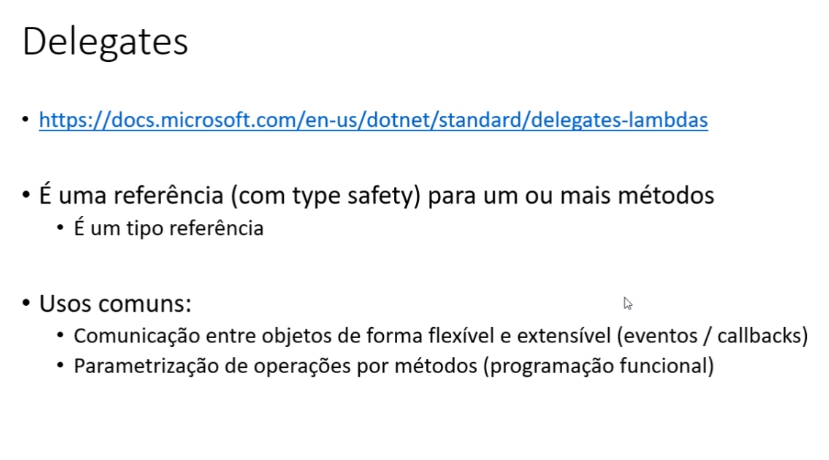 Delegates
• https://docs.microsoft.com/en-us/dotnet/standard/delegates-lambdas
• É uma referência (com type safety) para um ou mais métodos
• É um tipo referência
• Usos comuns:
• Comunicação entre objetos de forma flexível e extensível (eventos / callbacks)
• Parametrização de operações por métodos (programação funcional)